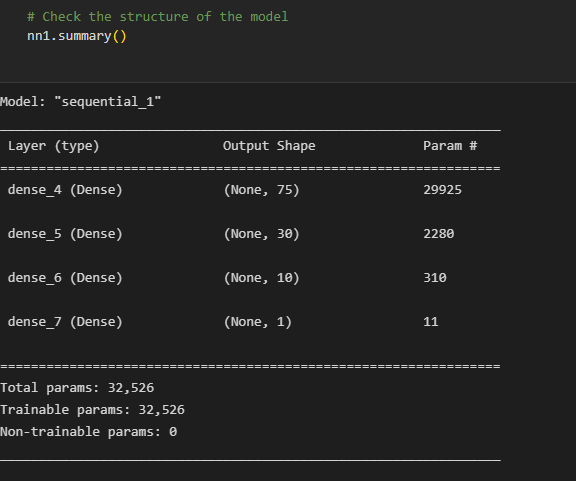 # Check the structure of the model
nn1.summary()
Model: "sequential_1"
_________________________________________________________________
Layer (type) Output Shape Param #
=================================================================
dense_4 (Dense) (None, 75) 29925
dense_5 (Dense) (None, 30) 2280
dense_6 (Dense) (None, 10) 310
dense_7 (Dense) (None, 1) 11
=================================================================
Total params: 32,526
Trainable params: 32,526
Non-trainable params: 0
_________________________________________________________________